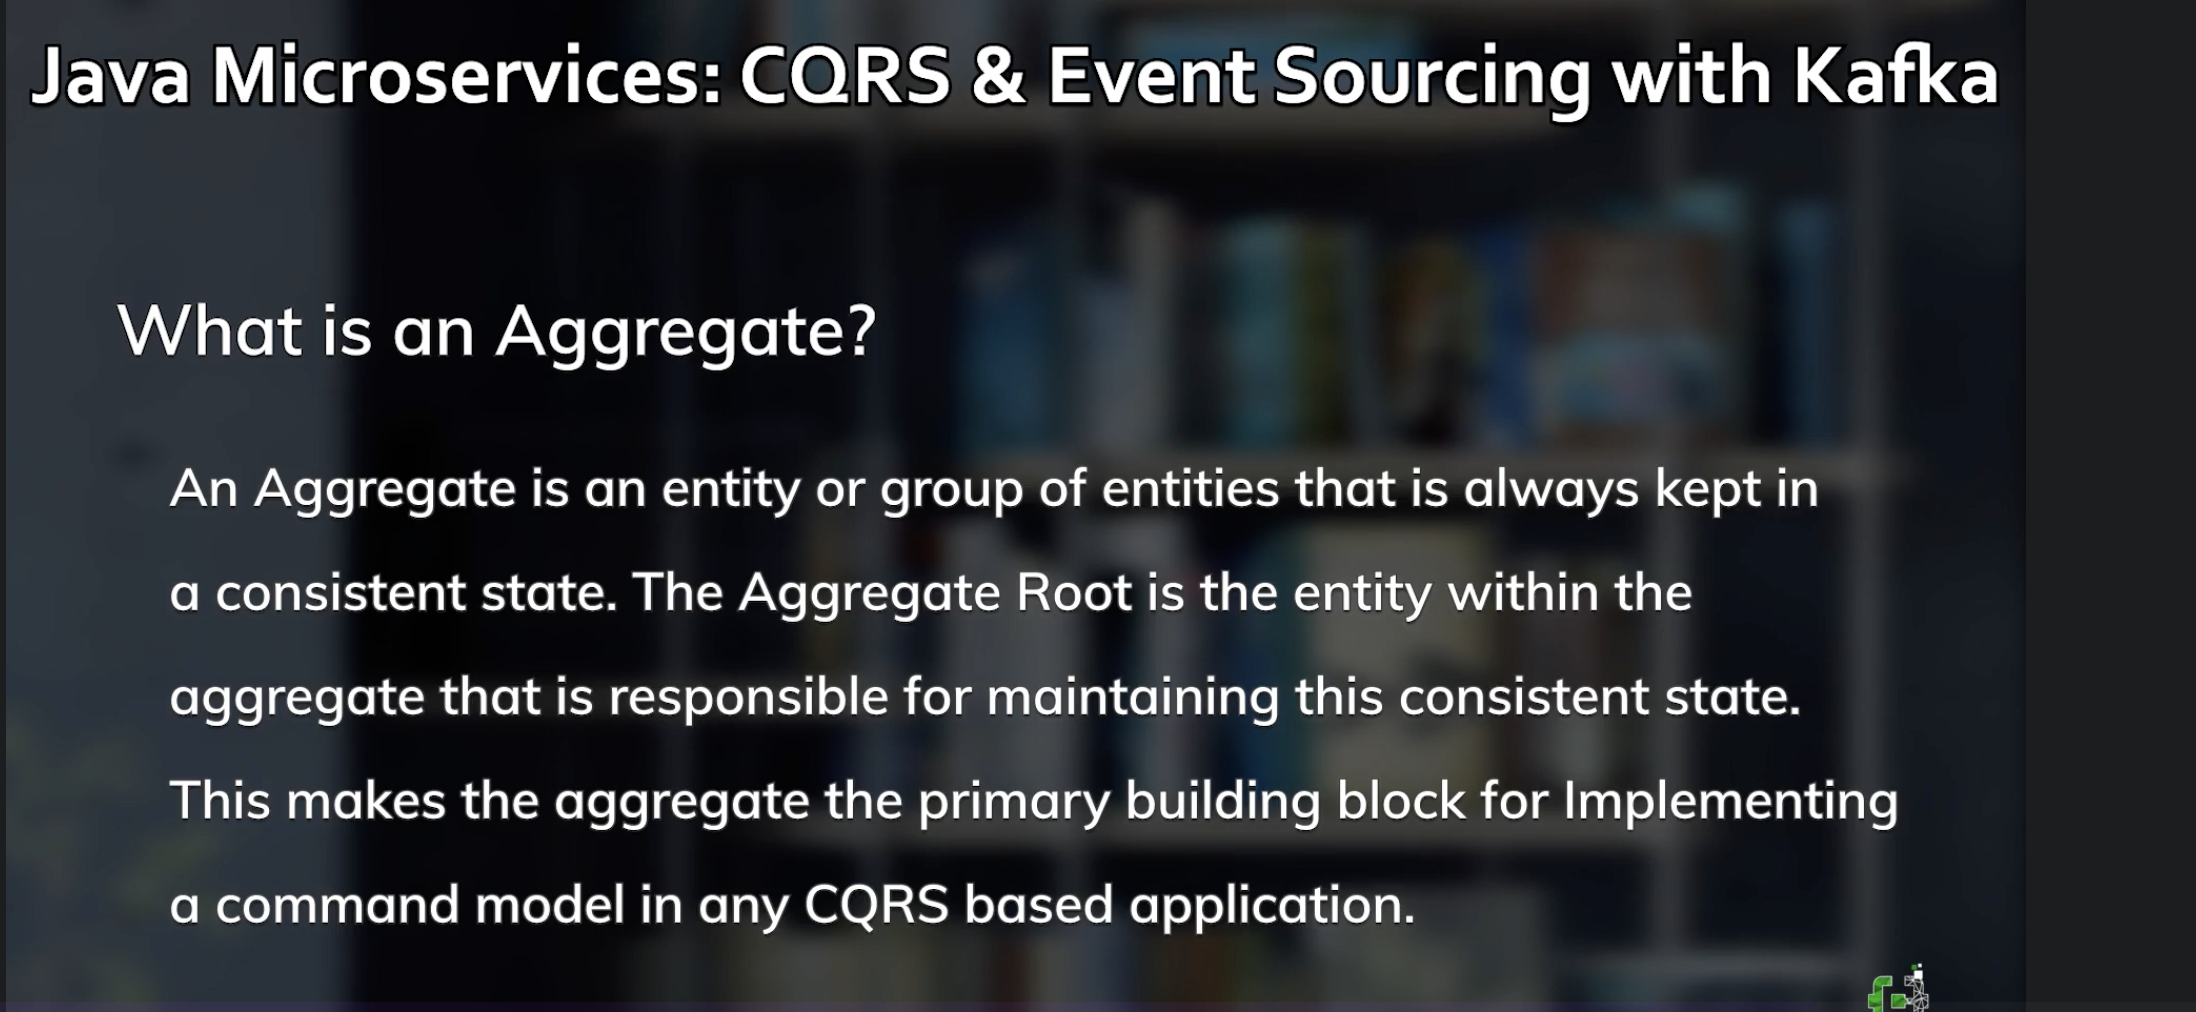 Java Microservices: CQRS & Event Sourcing with Kafka
What is an Aggregate?
An Aggregate is an entity or group of entities that is always kept in
a consistent state. The Aggregate Root is the entity within the
aggregate that is responsible for maintaining this consistent state.
This makes the aggregate the primary building block for Implementing
a command model in any CQRS based application.